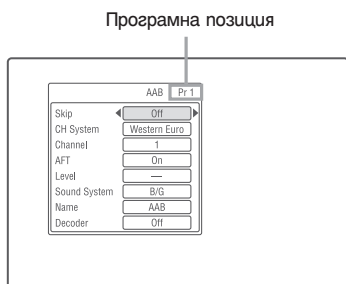 Програмна позиция
AAB Pr 1
Skip Off
CH System Western Euro
Channel 1
AFT On
Level —
Sound System B/G
Name AAB
Decoder Off